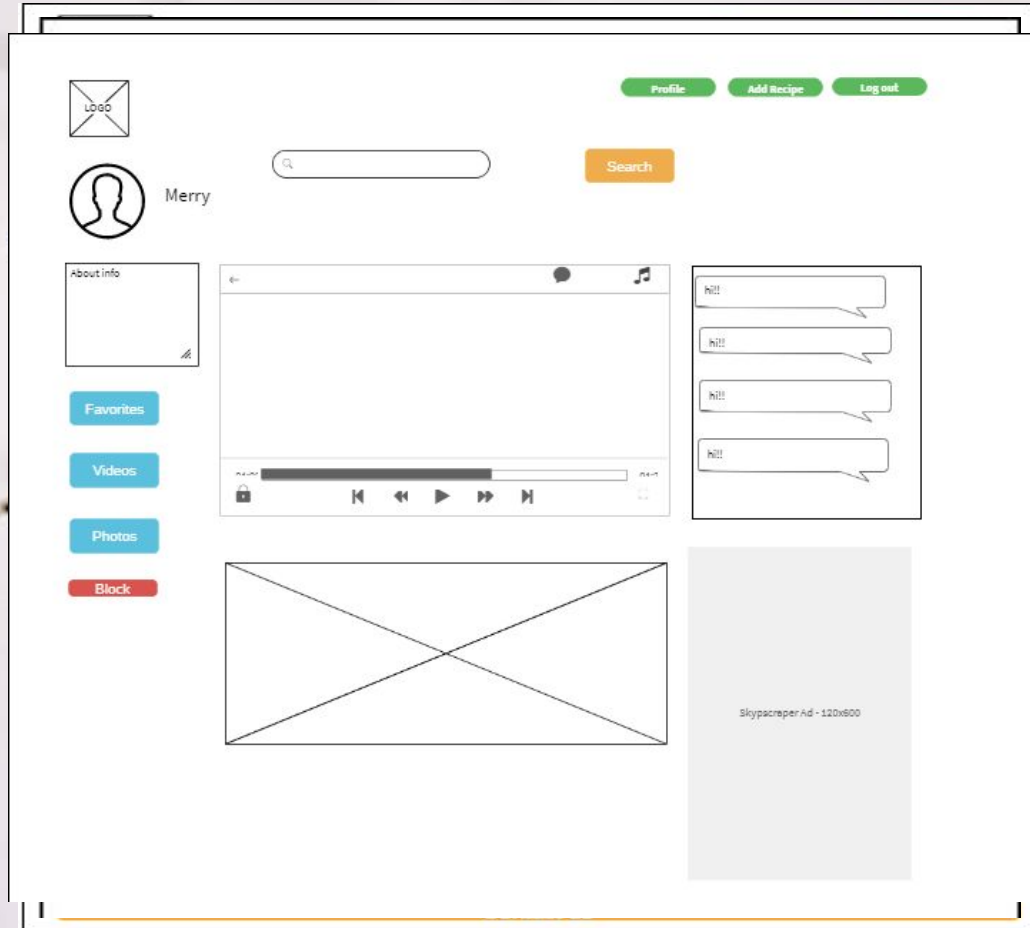 LOGO
Profile
Add Recipe
Log out
Search
Merry
About info
hi!!
hi!!
hi!!
hi!!
Favorites
Videos
Photos
Block
Skypscraper Ad - 120x600